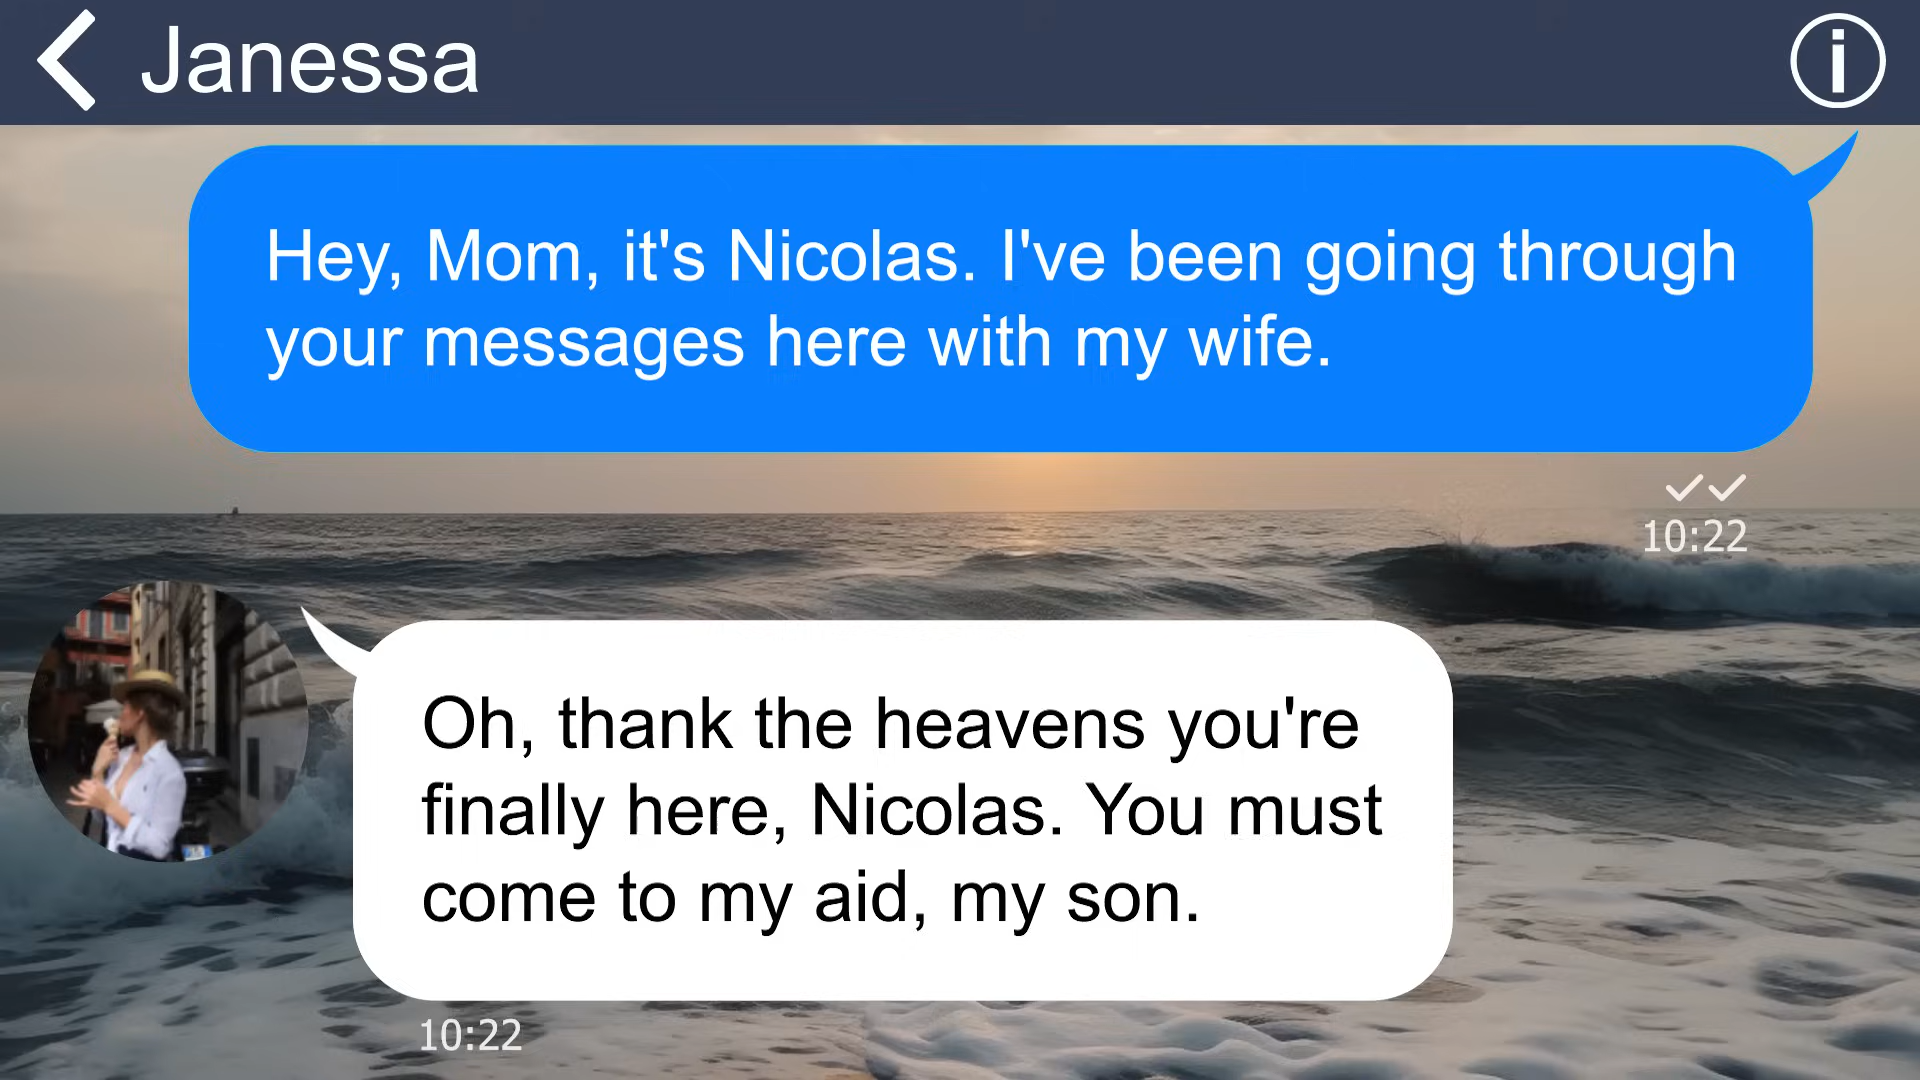 Janessa
Hey, Mom, it's Nicolas. I've been going through
your messages here with my wife.
10:22
Oh, thank the heavens you're
finally here, Nicolas. You must
come to my aid, my son.
10:22